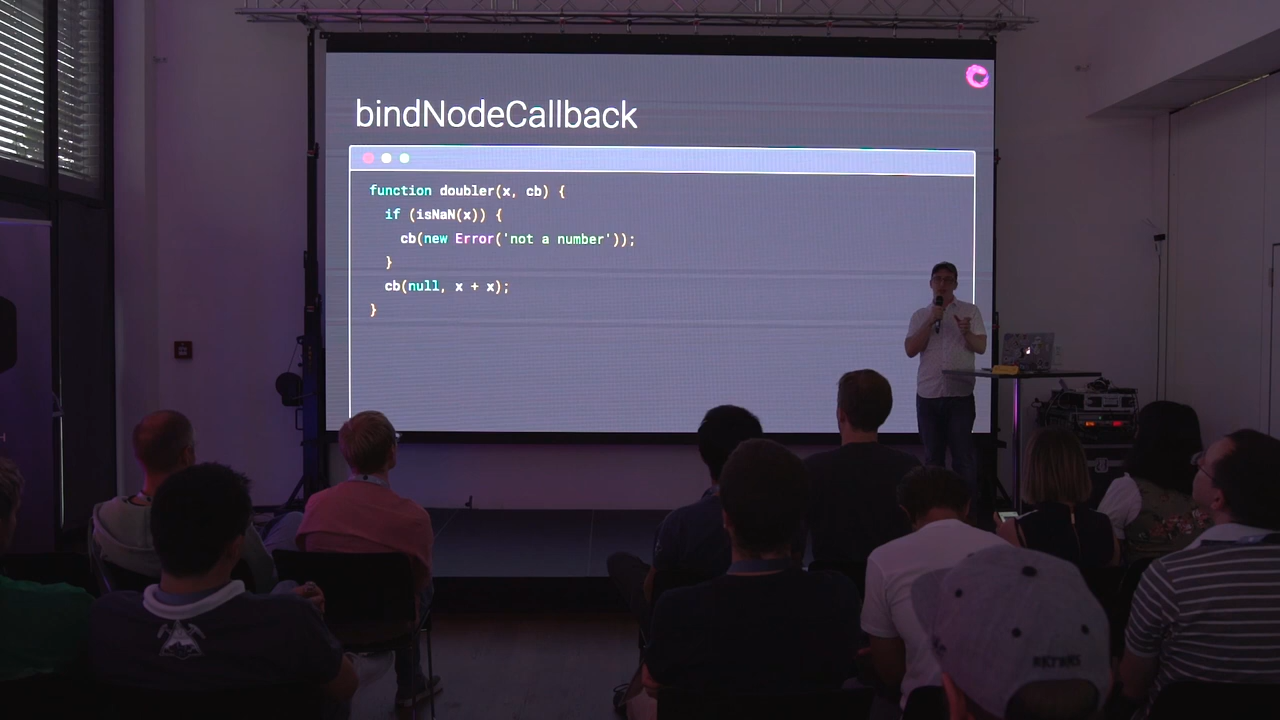 bindNodeCallback
function doubler(x, cb) {
if (isNaN(x)) {
cb(new Error('not a number'));
}
cb(null, x + x);
}